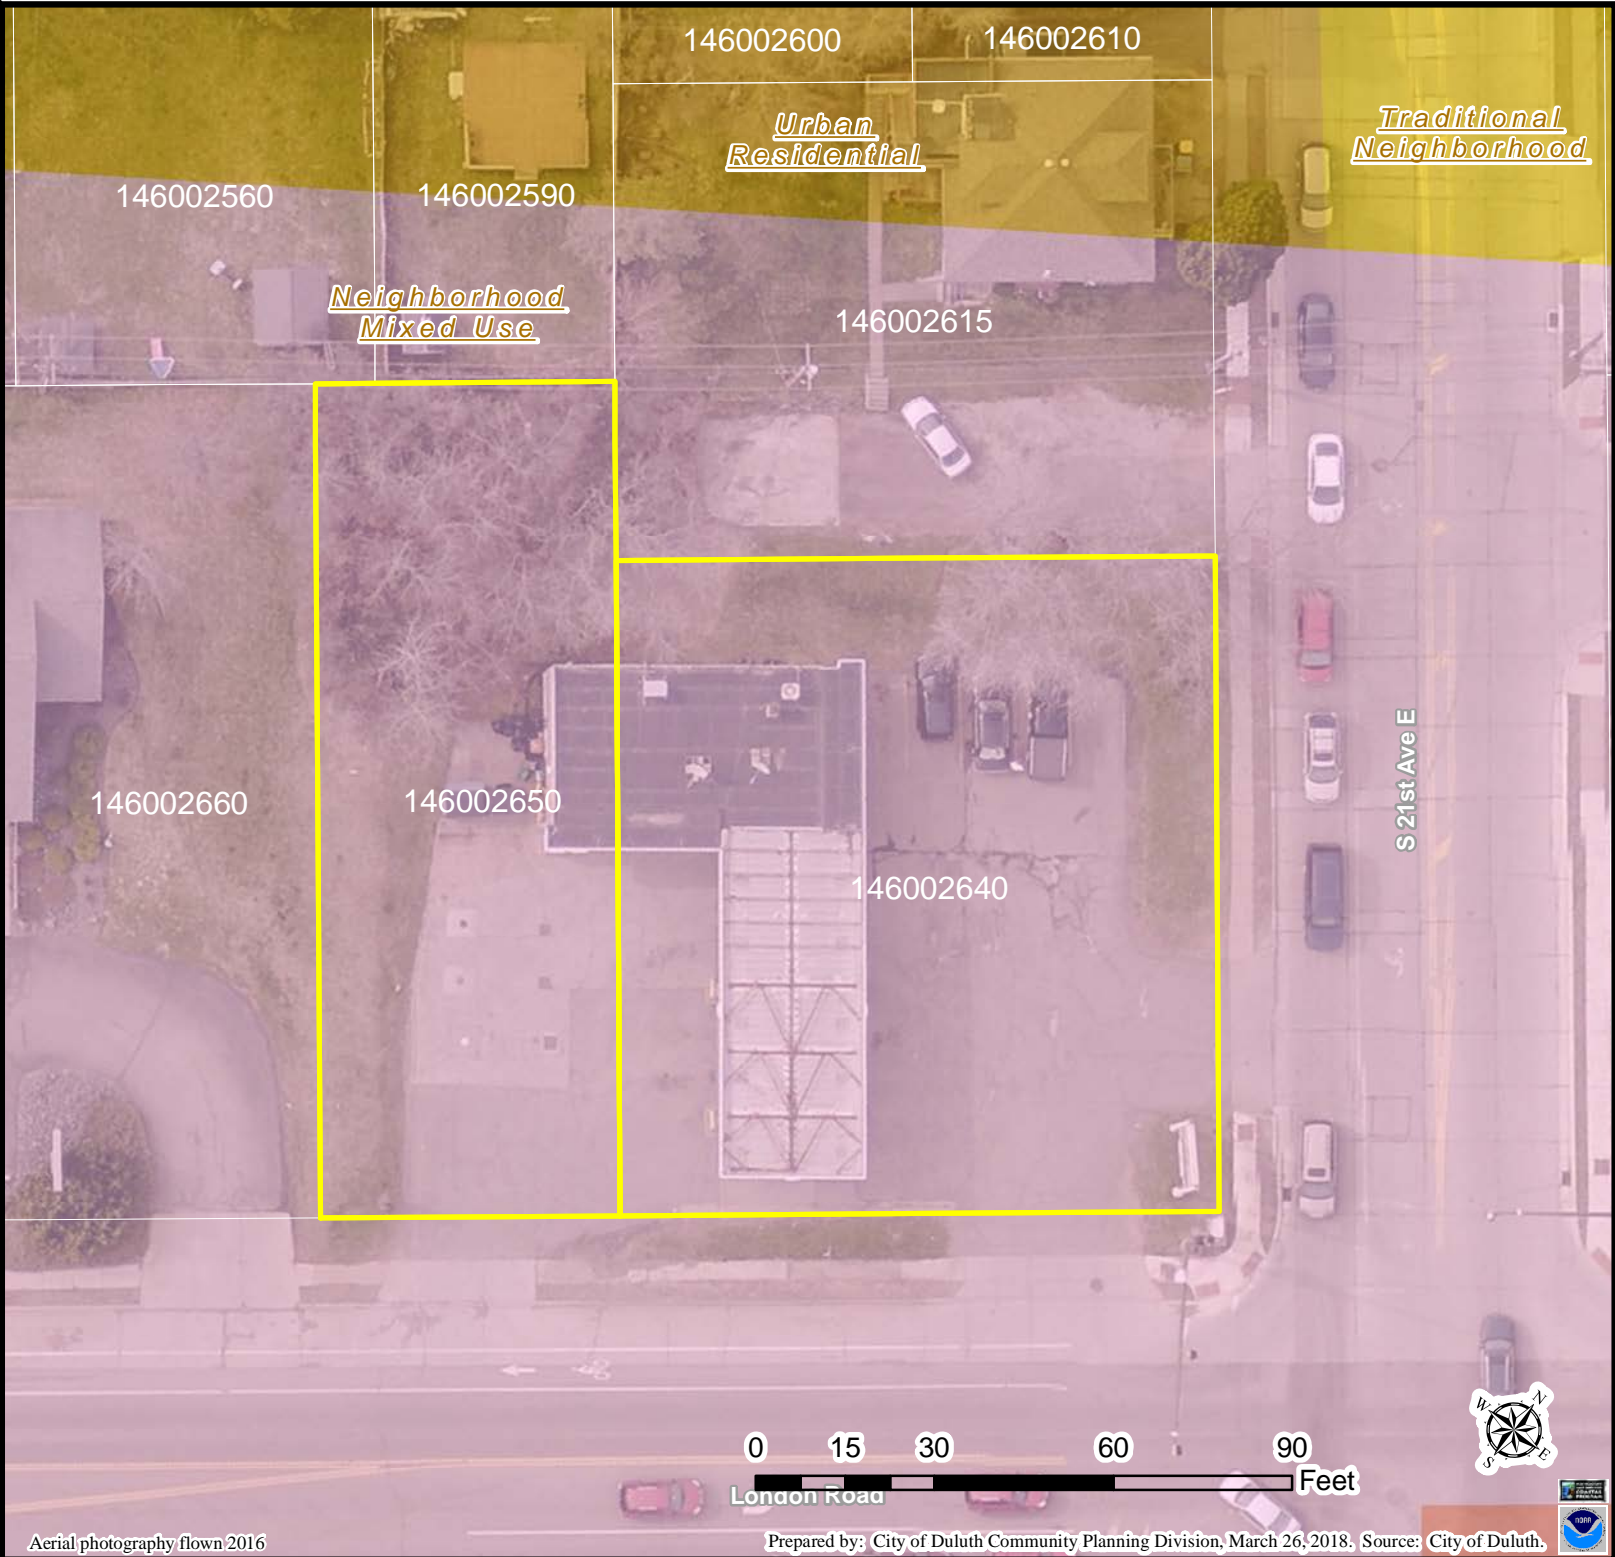 146002600
146002610
Urban
Residential
Traditional
Neighborhood
146002560
146002590
Neighborhood
Mixed Use
146002615
S 21st Ave E
146002660
146002650
146002640
N
W
E
S
0 15 30 60 90
Feet
London Road
Aerial photography flown 2016
Prepared by: City of Duluth Community Planning Division, March 26, 2018. Source: City of Duluth.
NOAA